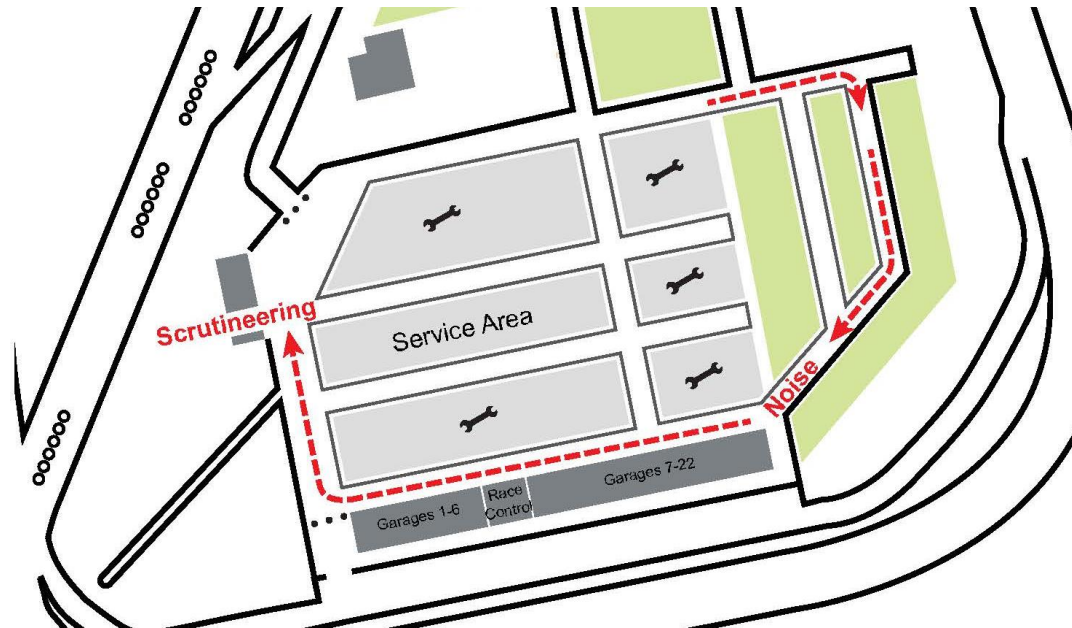 Scrutineering
Service Area
Noise
Garages 7-22
Race
Control
Garages 1-6